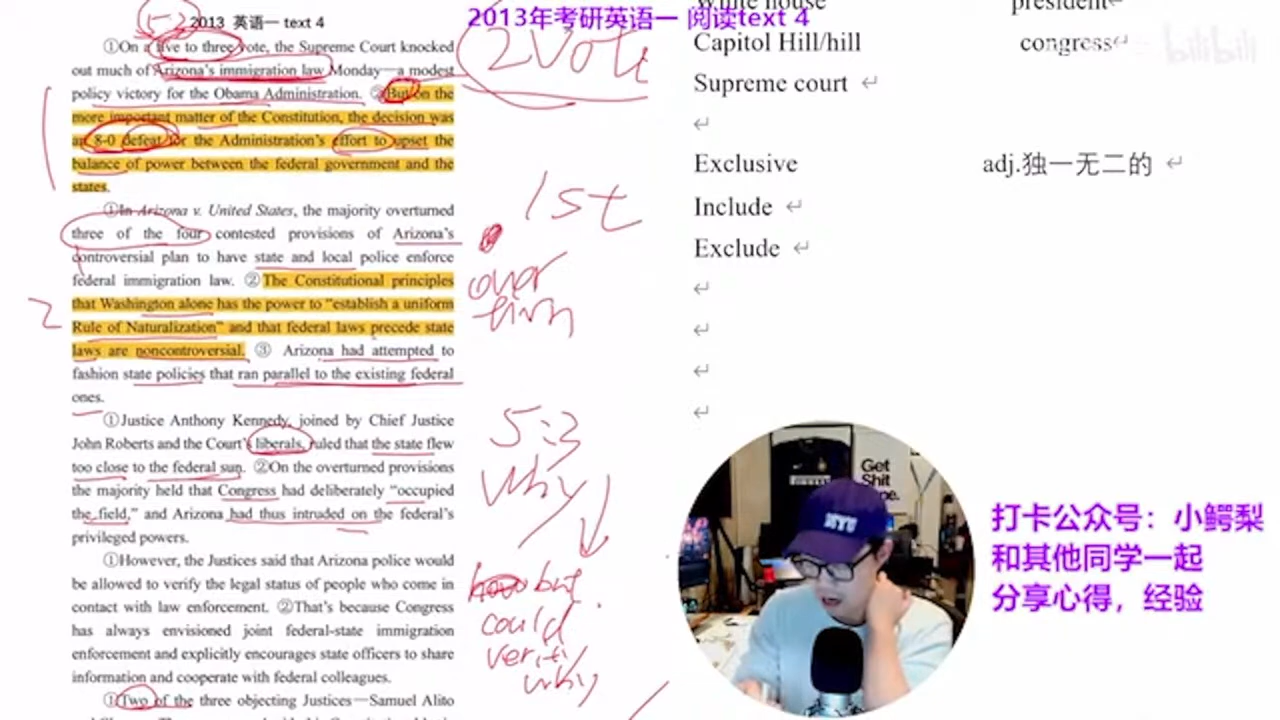 2013 英语一 text 4
①On a five to three vote, the Supreme Court knocked
out much of Arizona's immigration law Monday—a modest
policy victory for the Obama Administration. ②But on the
more important matter of the Constitution, the decision was
an 8-0 defeat for the Administration's effort to upset the
balance of power between the federal government and the
states.
①In Arizona v. United States, the majority overturned
three of the four contested provisions of Arizona's
controversial plan to have state and local police enforce
federal immigration law. ②The Constitutional principles
that Washington alone has the power to "establish a uniform
Rule of Naturalization" and that federal laws precede state
laws are noncontroversial. ③ Arizona had attempted to
fashion state policies that ran parallel to the existing federal
ones.
①Justice Anthony Kennedy, joined by Chief Justice
John Roberts and the Court's liberals, ruled that the state flew
too close to the federal sun. ②On the overturned provisions
the majority held that Congress had deliberately "occupied
the field," and Arizona had thus intruded on the federal's
privileged powers.
①However, the Justices said that Arizona police would
be allowed to verify the legal status of people who come in
contact with law enforcement. ②That's because Congress
has always envisioned joint federal-state immigration
enforcement and explicitly encourages state officers to share
information and cooperate with federal colleagues.
①Two of the three objecting Justices—Samuel Alito
2Vote
1st
over
turn
5:3
why
but
could
verify
why
2
2013年考研英语一 阅读text 4
White house president
Capitol Hill/hill congress
Supreme court
Exclusive adj.独一无二的
Include
Exclude
bilibili
Get
Shit
NYU
打卡公众号：小鳄梨
和其他同学一起
分享心得，经验